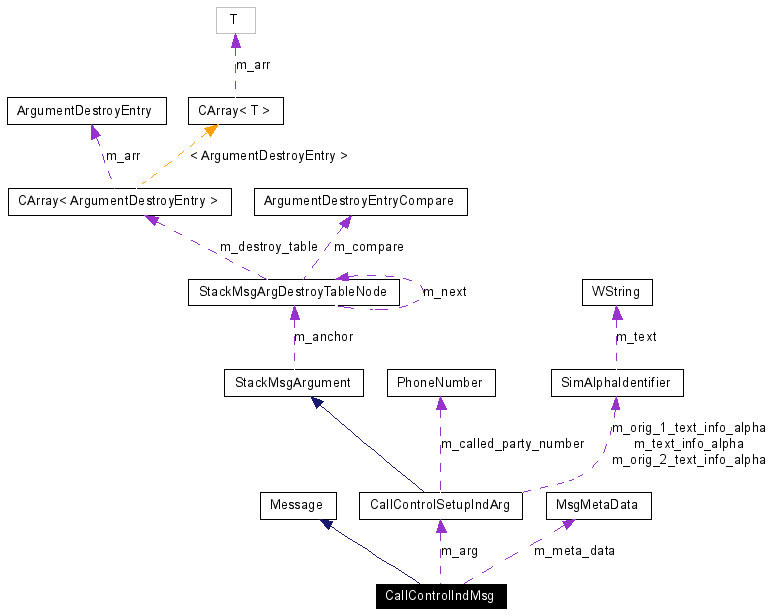 T
m_arr
ArgumentDestroyEntry
CArray< T >
m_arr
< ArgumentDestroyEntry >
CArray< ArgumentDestroyEntry >
ArgumentDestroyEntryCompare
m_destroy_table
m_compare
StackMsgArgDestroyTableNode
m_next
WString
m_anchor
m_text
StackMsgArgument
PhoneNumber
SimAlphaIdentifier
m_called_party_number
m_orig_1_text_info_alpha
m_text_info_alpha
m_orig_2_text_info_alpha
Message
CallControlSetupIndArg
MsgMetaData
m_arg
m_meta_data
CallControlIndMsg